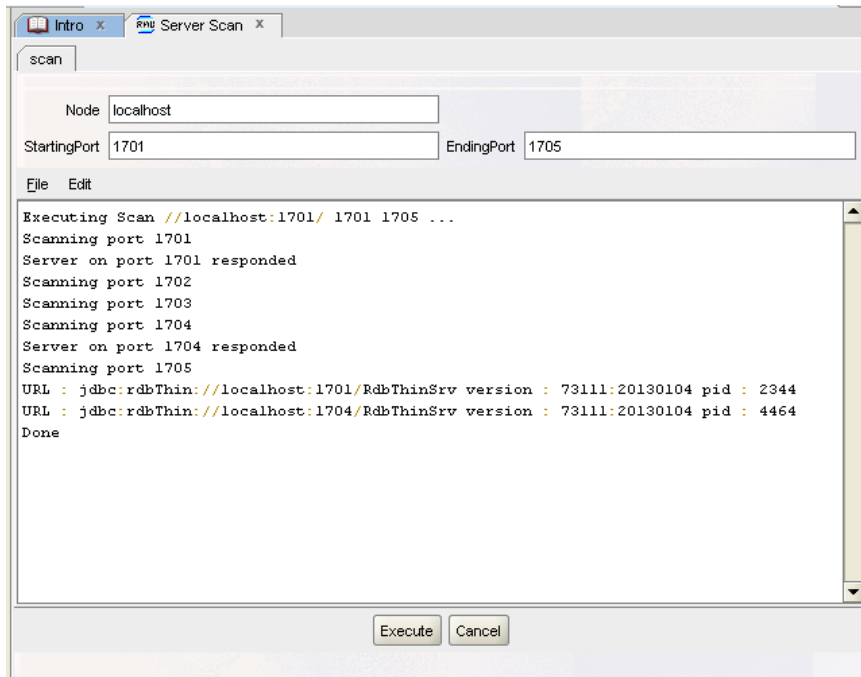 Intro x
RMU Server Scan x
scan
Node localhost
StartingPort 1701 EndingPort 1705
File Edit
Executing Scan //localhost:1701/ 1701 1705 ...
Scanning port 1701
Server on port 1701 responded
Scanning port 1702
Scanning port 1703
Scanning port 1704
Server on port 1704 responded
Scanning port 1705
URL : jdbc:rdbThin://localhost:1701/RdbThinSrv version : 73111:20130104 pid : 2344
URL : jdbc:rdbThin://localhost:1704/RdbThinSrv version : 73111:20130104 pid : 4464
Done
Execute Cancel